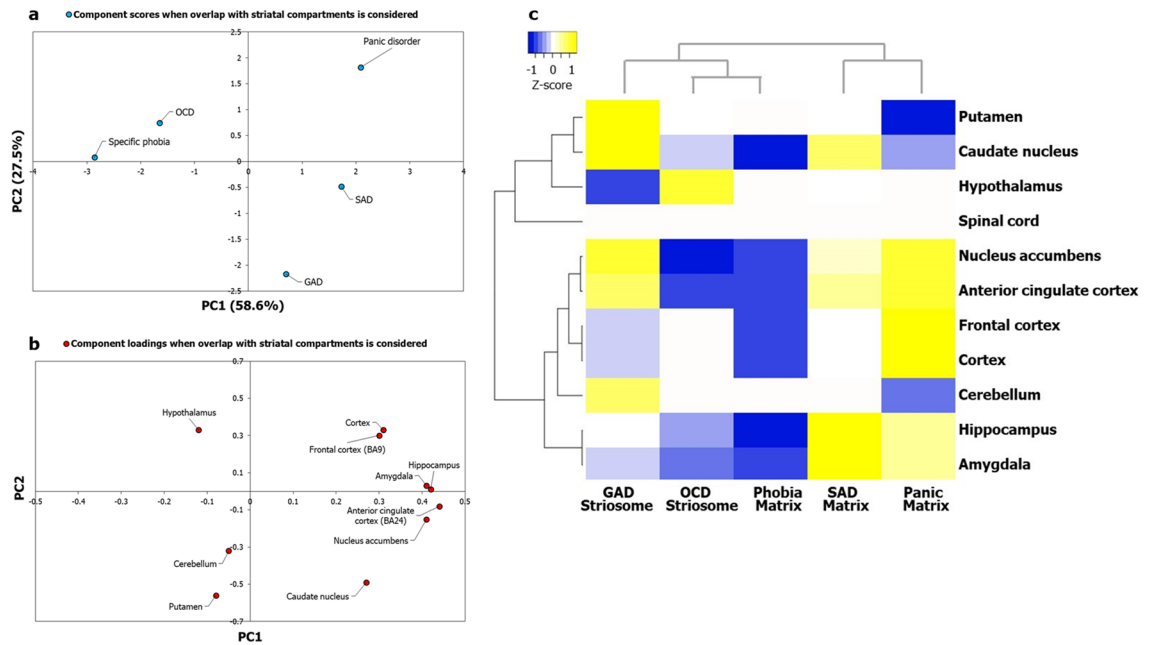 a
Component scores when overlap with striatal compartments is considered
2.5
2
1.5
1
0.5
0
-0.5
-1
-1.5
-2
-2.5
-4
-3
-2
-1
0
1
2
3
4
Panic disorder
OCD
Specific phobia
SAD
GAD
PC2 (27.5%)
PC1 (58.6%)
b
Component loadings when overlap with striatal compartments is considered
0.7
0.5
0.3
0.1
-0.1
-0.3
-0.5
-0.7
-0.5
-0.4
-0.3
-0.2
-0.1
0
0.1
0.2
0.3
0.4
0.5
Hypothalamus
Cortex
Frontal cortex (BA9)
Hippocampus
Amygdala
Anterior cingulate
cortex (BA24)
Nucleus accumbens
Cerebellum
Caudate nucleus
Putamen
PC2
PC1
c
-1 0 1
Z-score
Putamen
Caudate nucleus
Hypothalamus
Spinal cord
Nucleus accumbens
Anterior cingulate cortex
Frontal cortex
Cortex
Cerebellum
Hippocampus
Amygdala
GAD
Striosome
OCD
Striosome
Phobia
Matrix
SAD
Matrix
Panic
Matrix